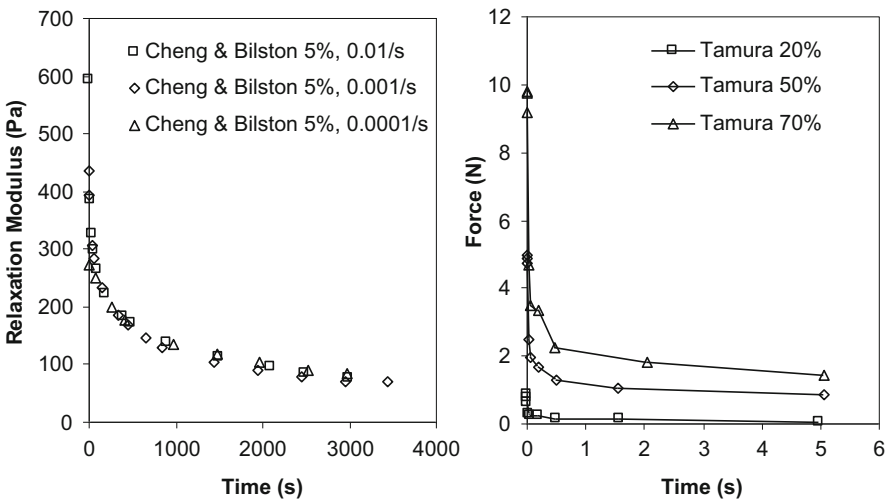 Relaxation Modulus (Pa)
700
600
500
400
300
200
100
0
Cheng & Bilston 5%, 0.01/s
Cheng & Bilston 5%, 0.001/s
Cheng & Bilston 5%, 0.0001/s
0 1000 2000 3000 4000
Time (s)
Force (N)
12
10
8
6
4
2
0
Tamura 20%
Tamura 50%
Tamura 70%
0 1 2 3 4 5 6
Time (s)